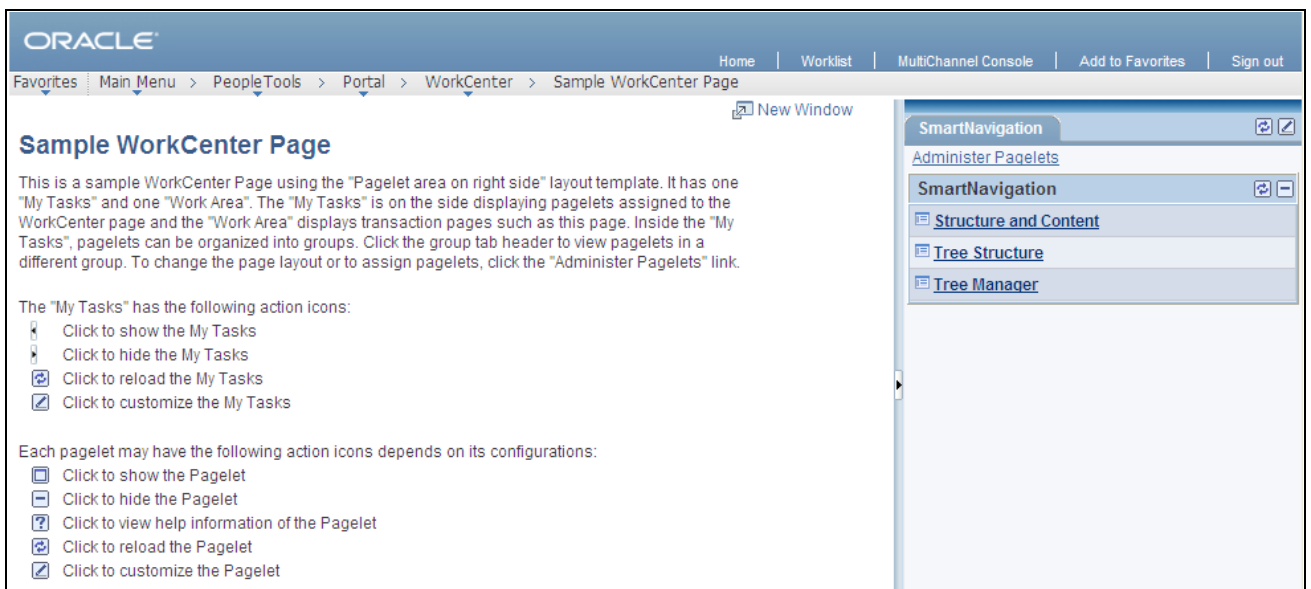 ORACLE
Home | Worklist | MultiChannel Console | Add to Favorites | Sign out
Favorites Main Menu > PeopleTools > Portal > WorkCenter > Sample WorkCenter Page
New Window
Sample WorkCenter Page
This is a sample WorkCenter Page using the "Pagelet area on right side" layout template. It has one
"My Tasks" and one "Work Area". The "My Tasks" is on the side displaying pagelets assigned to the
WorkCenter page and the "Work Area" displays transaction pages such as this page. Inside the "My
Tasks", pagelets can be organized into groups. Click the group tab header to view pagelets in a
different group. To change the page layout or to assign pagelets, click the "Administer Pagelets" link.
The "My Tasks" has the following action icons:
Click to show the My Tasks
Click to hide the My Tasks
Click to reload the My Tasks
Click to customize the My Tasks
Each pagelet may have the following action icons depends on its configurations:
Click to show the Pagelet
Click to hide the Pagelet
? Click to view help information of the Pagelet
Click to reload the Pagelet
Click to customize the Pagelet
SmartNavigation
Administer Pagelets
SmartNavigation
Structure and Content
Tree Structure
Tree Manager